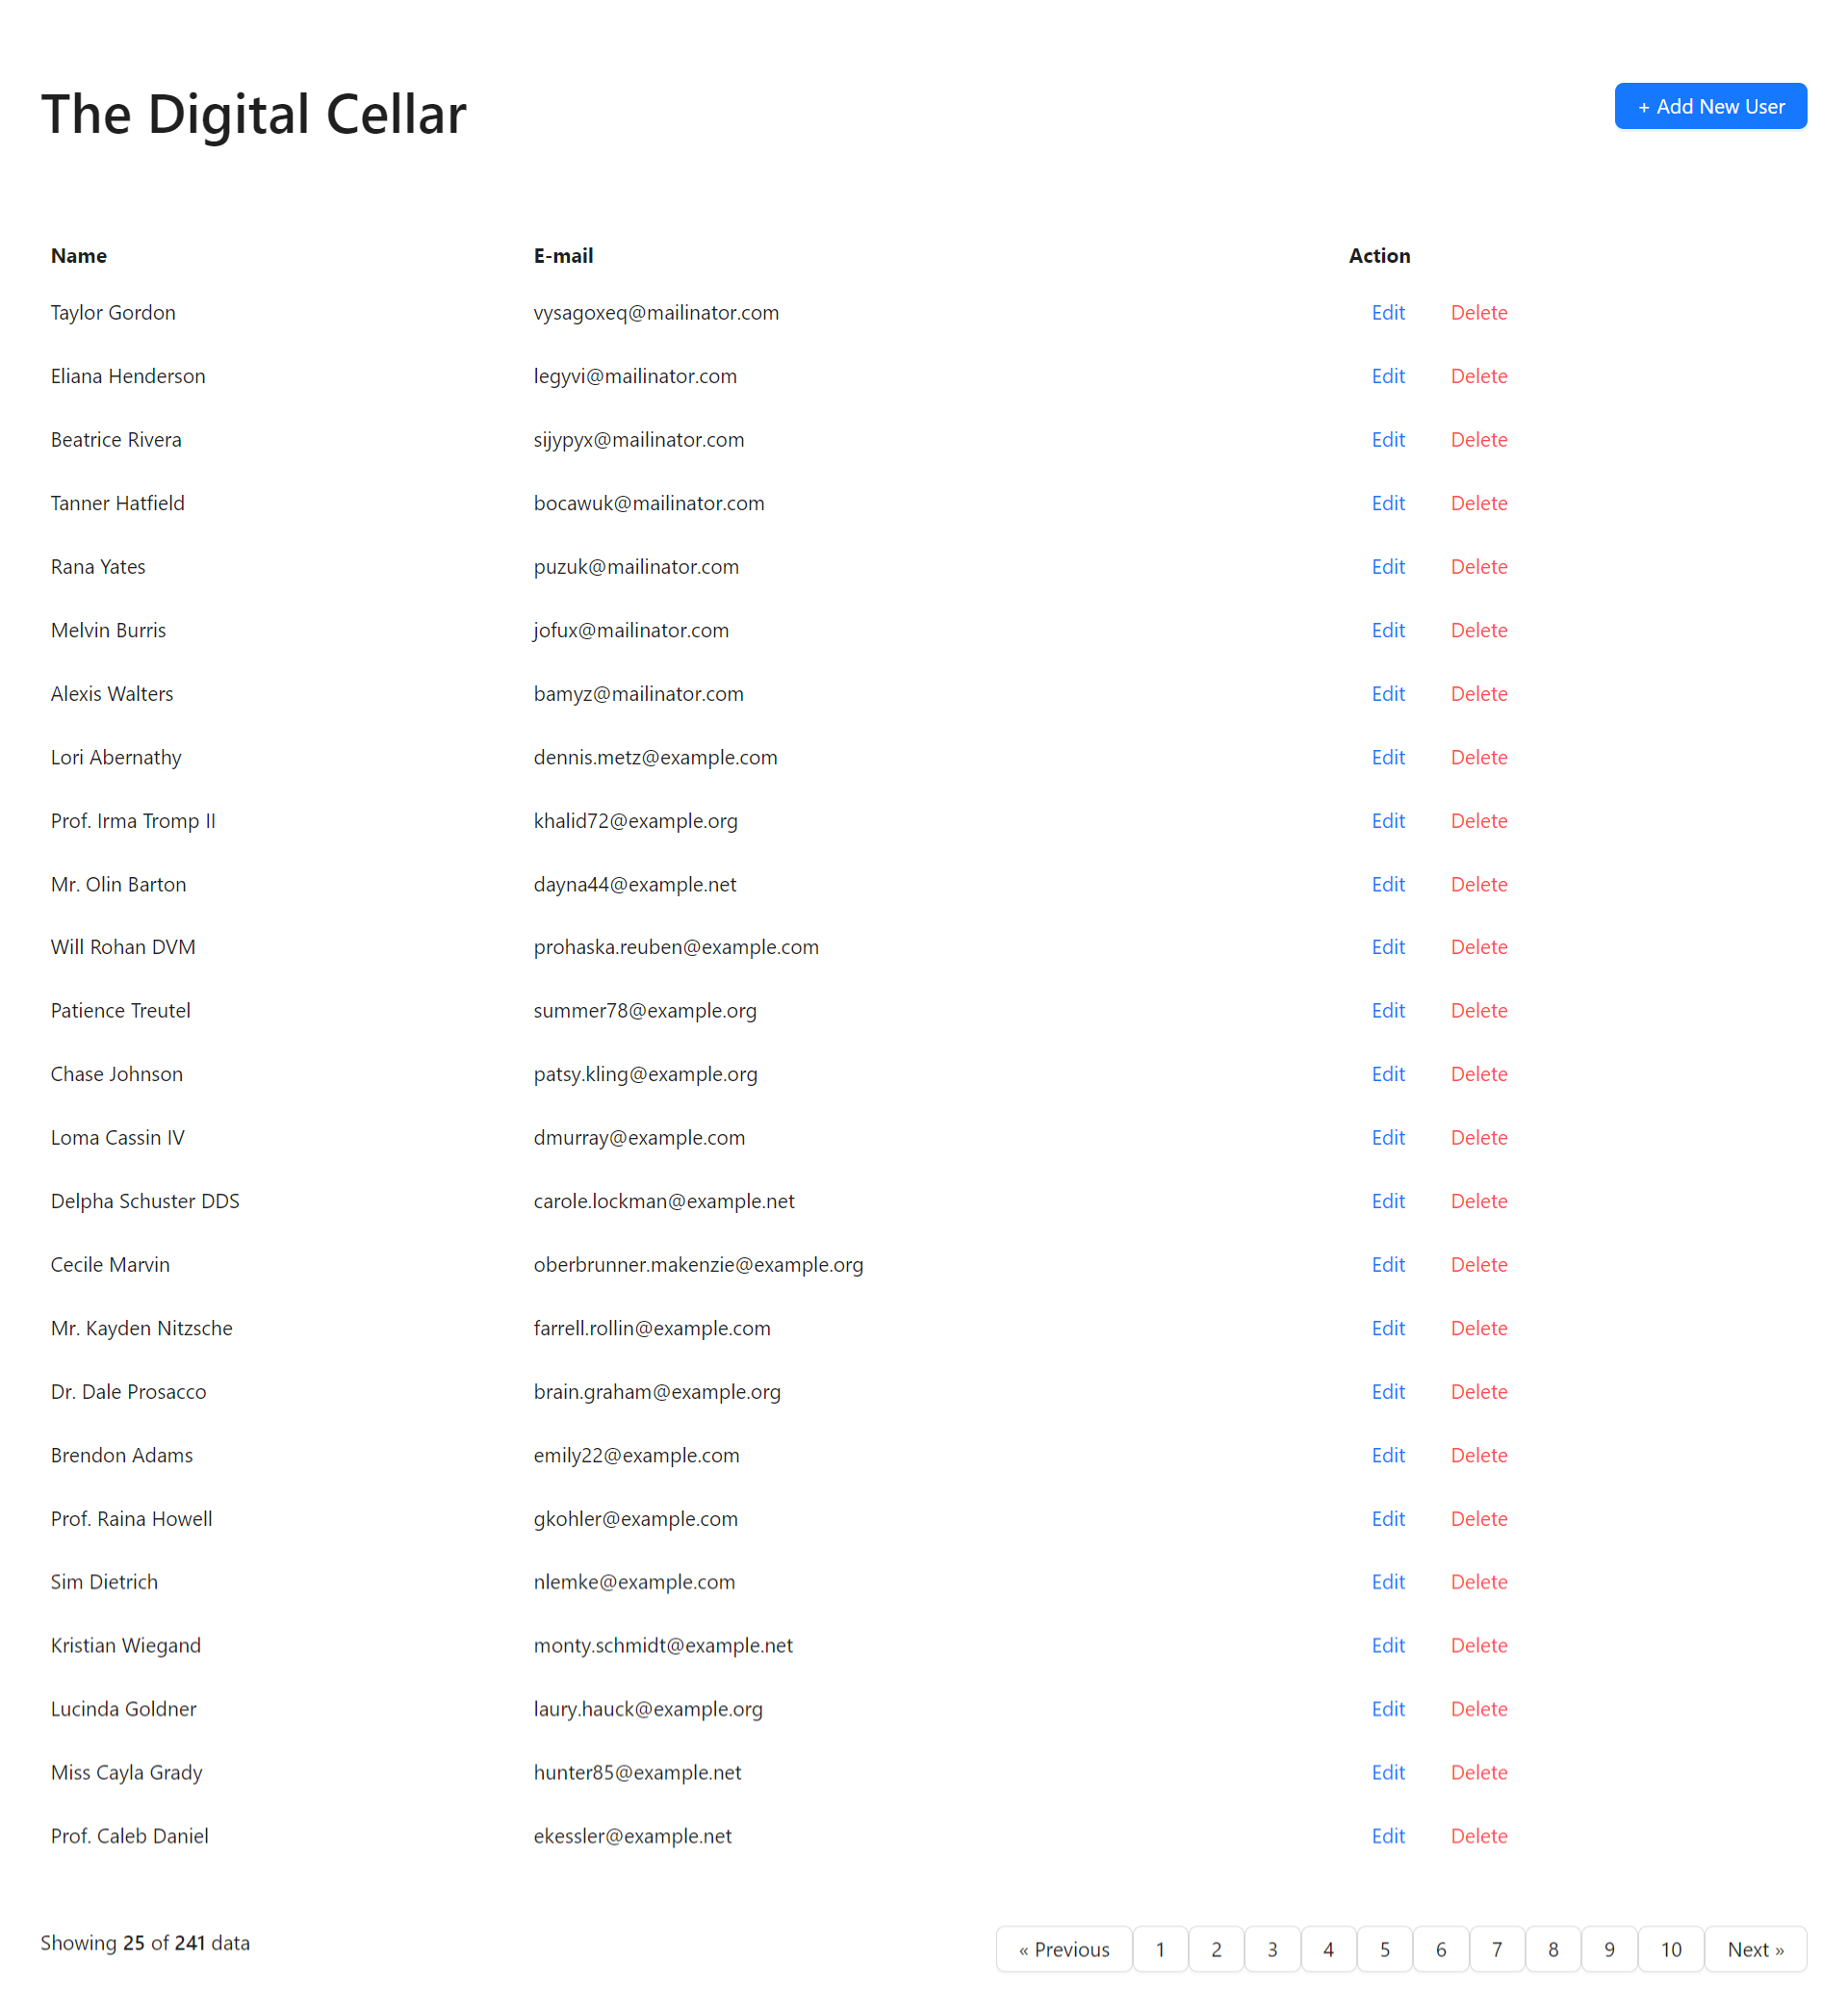 The Digital Cellar
+ Add New User
Name E-mail Action
Taylor Gordon vysagoxeq@mailinator.com Edit Delete
Eliana Henderson legyvi@mailinator.com Edit Delete
Beatrice Rivera sijypyx@mailinator.com Edit Delete
Tanner Hatfield bocawuk@mailinator.com Edit Delete
Rana Yates puzuk@mailinator.com Edit Delete
Melvin Burris jofux@mailinator.com Edit Delete
Alexis Walters bamyz@mailinator.com Edit Delete
Lori Abernathy dennis.metz@example.com Edit Delete
Prof. Irma Tromp II khalid72@example.org Edit Delete
Mr. Olin Barton dayna44@example.net Edit Delete
Will Rohan DVM prohaska.reuben@example.com Edit Delete
Patience Treutel summer78@example.org Edit Delete
Chase Johnson patsy.kling@example.org Edit Delete
Loma Cassin IV dmurray@example.com Edit Delete
Delpha Schuster DDS carole.lockman@example.net Edit Delete
Cecile Marvin oberbrunner.makenzie@example.org Edit Delete
Mr. Kayden Nitzsche farrell.rollin@example.com Edit Delete
Dr. Dale Prosacco brain.graham@example.org Edit Delete
Brendon Adams emily22@example.com Edit Delete
Prof. Raina Howell gkohler@example.com Edit Delete
Sim Dietrich nlemke@example.com Edit Delete
Kristian Wiegand monty.schmidt@example.net Edit Delete
Lucinda Goldner laury.hauck@example.org Edit Delete
Miss Cayla Grady hunter85@example.net Edit Delete
Prof. Caleb Daniel ekessler@example.net Edit Delete
Showing 25 of 241 data « Previous 1 2 3 4 5 6 7 8 9 10 Next »